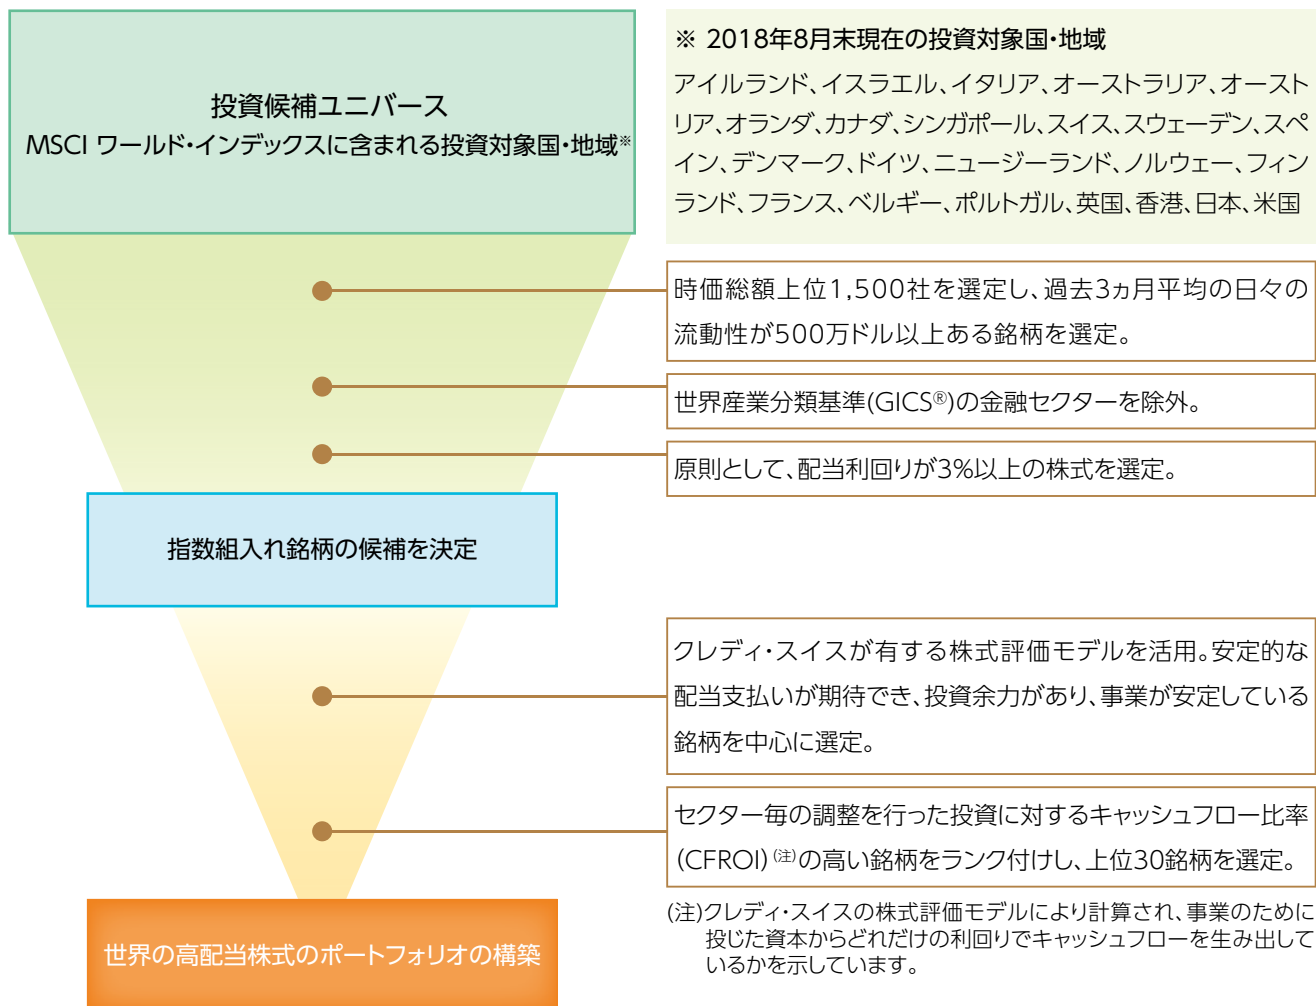 投資候補ユニバース
MSCI ワールド・インデックスに含まれる投資対象国・地域※
※ 2018年8月末現在の投資対象国・地域
アイルランド、イスラエル、イタリア、オーストラリア、オースト
リア、オランダ、カナダ、シンガポール、スイス、スウェーデン、スペ
イン、デンマーク、ドイツ、ニュージーランド、ノルウェー、フィン
ランド、フランス、ベルギー、ポルトガル、英国、香港、日本、米国
時価総額上位1,500社を選定し、過去3ヵ月平均の日々の
流動性が500万ドル以上ある銘柄を選定。
世界産業分類基準(GICS®)の金融セクターを除外。
原則として、配当利回りが3%以上の株式を選定。
指数組入れ銘柄の候補を決定
クレディ・スイスが有する株式評価モデルを活用。安定的な
配当支払いが期待でき、投資余力があり、事業が安定している
銘柄を中心に選定。
セクター毎の調整を行った投資に対するキャッシュフロー比率
(CFROI)(注)の高い銘柄をランク付けし、上位30銘柄を選定。
(注)クレディ・スイスの株式評価モデルにより計算され、事業のために
投じた資本からどれだけの利回りでキャッシュフローを生み出して
いるかを示しています。
世界の高配当株式のポートフォリオの構築